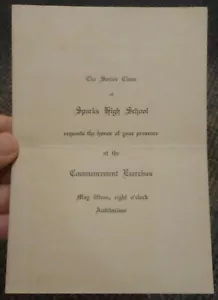 The Senior Class
of
Sparks High School
requests the honor of your presence
at the
Commencement Exercises
May fifteen, eight o'clock
Auditorium